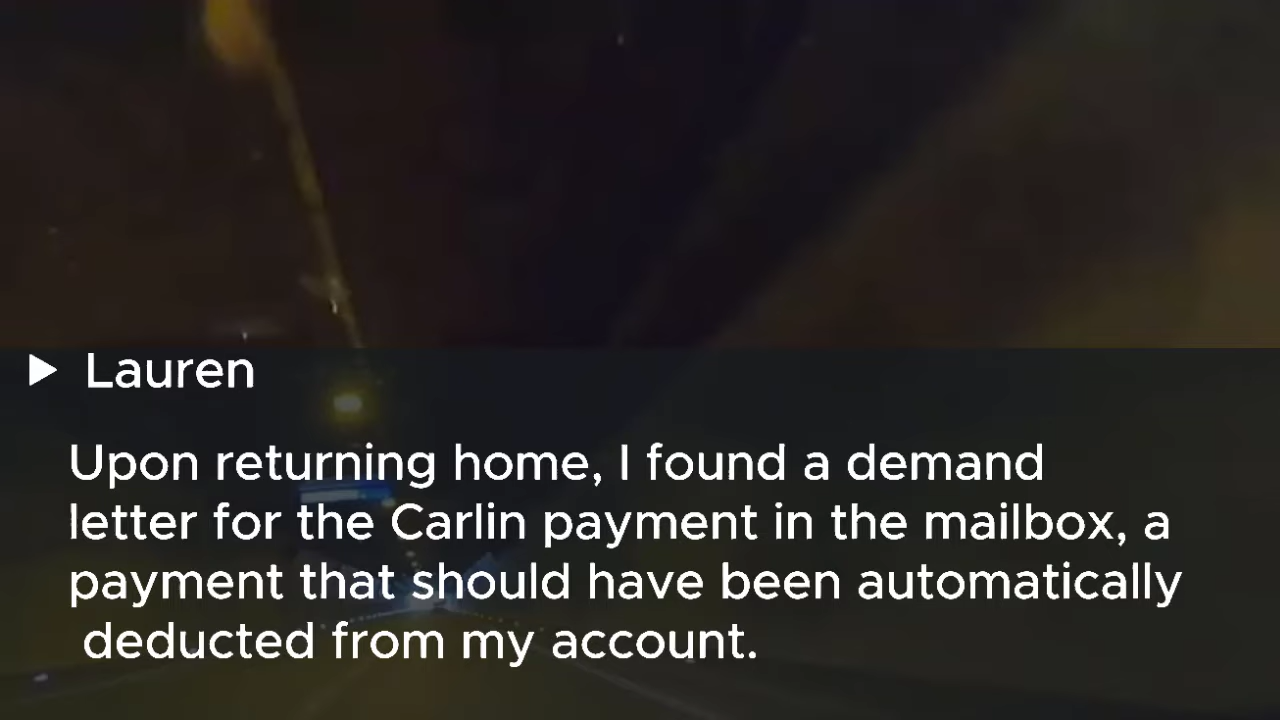 Lauren
Upon returning home, I found a demand
letter for the Carlin payment in the mailbox, a
payment that should have been automatically
deducted from my account.